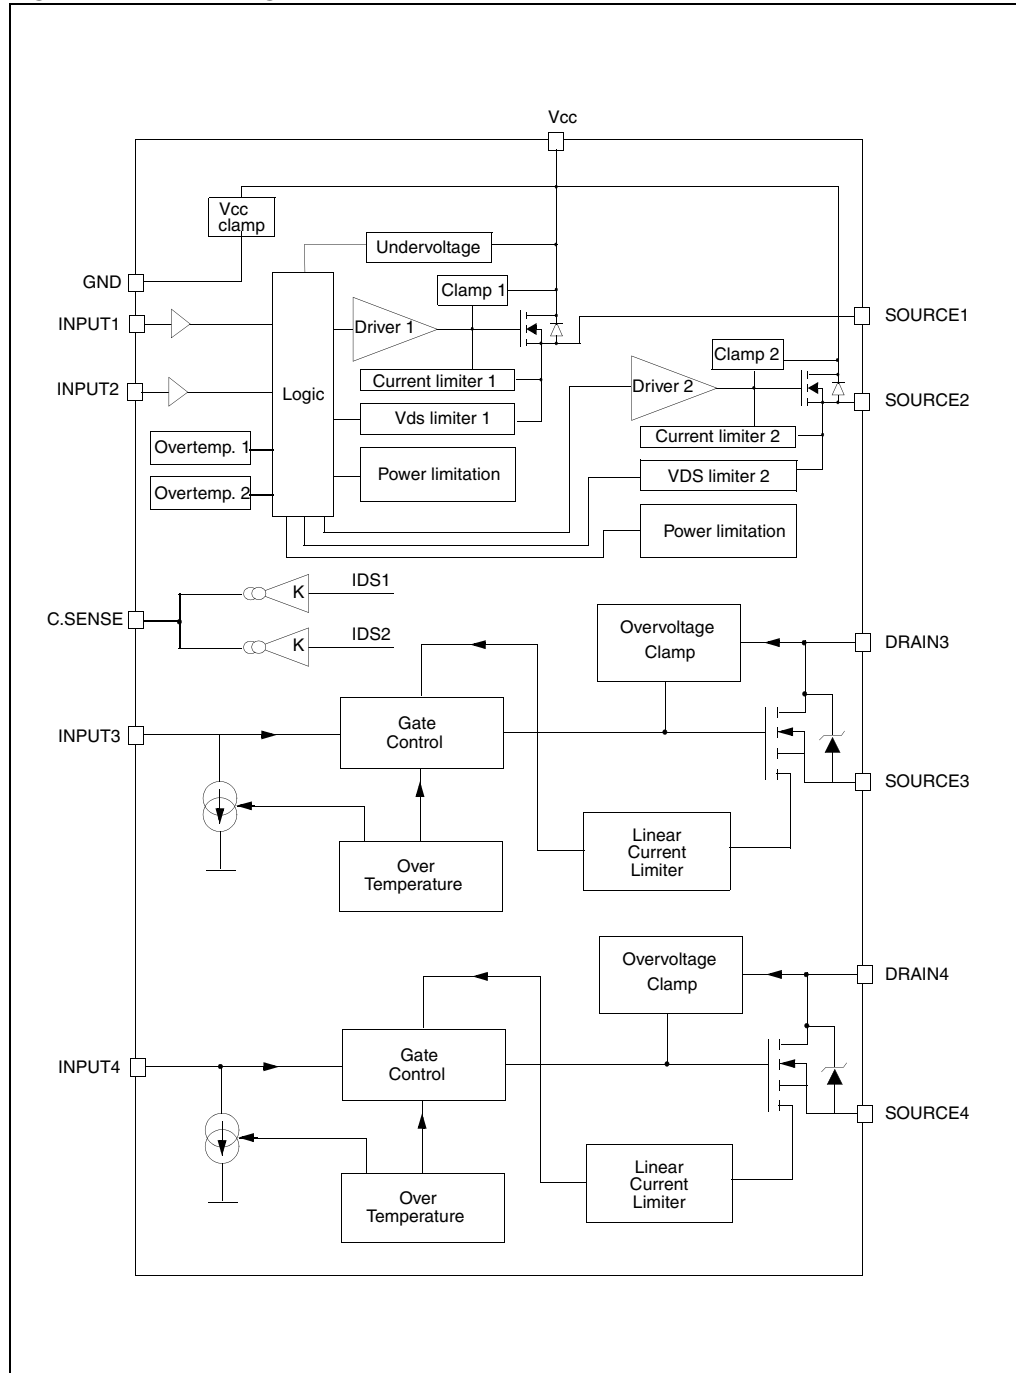 Vcc
Vcc
clamp
Undervoltage
GND
Clamp 1
INPUT1
Driver 1
SOURCE1
Clamp 2
INPUT2
Logic
Current limiter 1
Driver 2
SOURCE2
Vds limiter 1
Current limiter 2
Overtemp. 1
Power limitation
VDS limiter 2
Overtemp. 2
Power limitation
K
IDS1
C.SENSE
K
IDS2
Overvoltage
Clamp
DRAIN3
INPUT3
Gate
Control
SOURCE3
Linear
Current
Limiter
Over
Temperature
Overvoltage
Clamp
DRAIN4
INPUT4
Gate
Control
SOURCE4
Linear
Current
Limiter
Over
Temperature